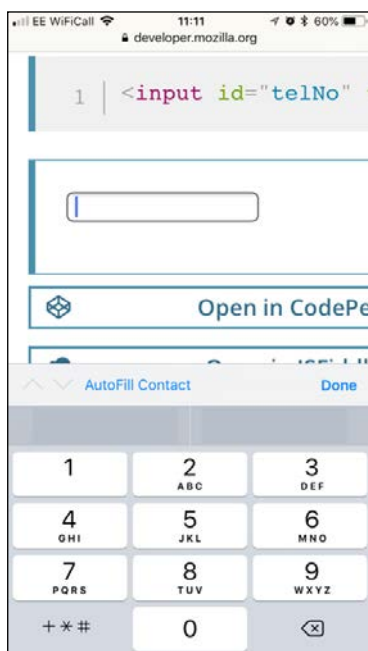 EE WiFiCall 11:11 60%
developer.mozilla.org
1 <input id="telNo"
Open in CodePe
AutoFill Contact Done
1 2 3
ABC DEF
4 5 6
GHI JKL MNO
7 8 9
PQRS TUV WXYZ
+*# 0